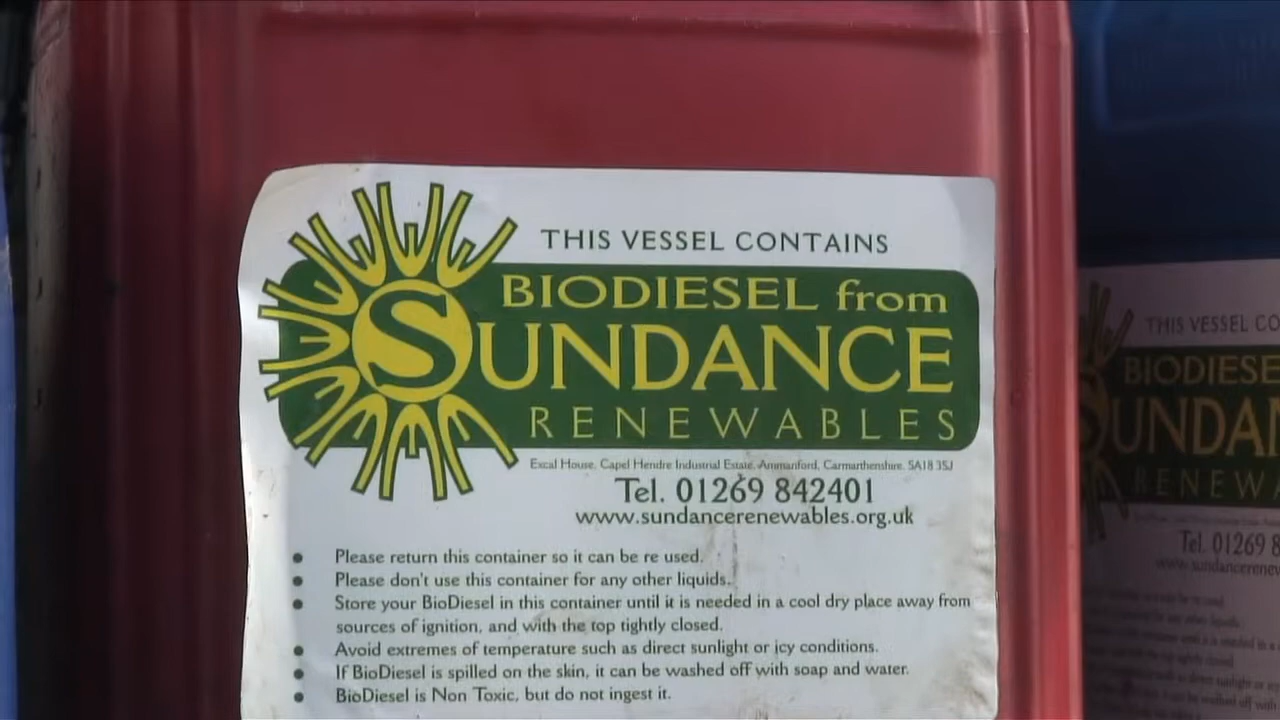 THIS VESSEL CONTAINS
BIODIESEL from
SUNDANCE
RENEWABLES
Excal House, Capel Hendre Industrial Estate, Ammanford, Carmarthenshire. SA18 3SJ
Tel. 01269 842401
www.sundancerenewables.org.uk
• Please return this container so it can be re used.
• Please don't use this container for any other liquids.
• Store your BioDiesel in this container until it is needed in a cool dry place away from
sources of ignition, and with the top tightly closed.
• Avoid extremes of temperature such as direct sunlight or icy conditions.
• If BioDiesel is spilled on the skin, it can be washed off with soap and water.
• BioDiesel is Non Toxic, but do not ingest it.
THIS VESSEL CO
BIODIESE
SUNDAN
RENEWA
Tel. 01269 8
www.sundancerenew